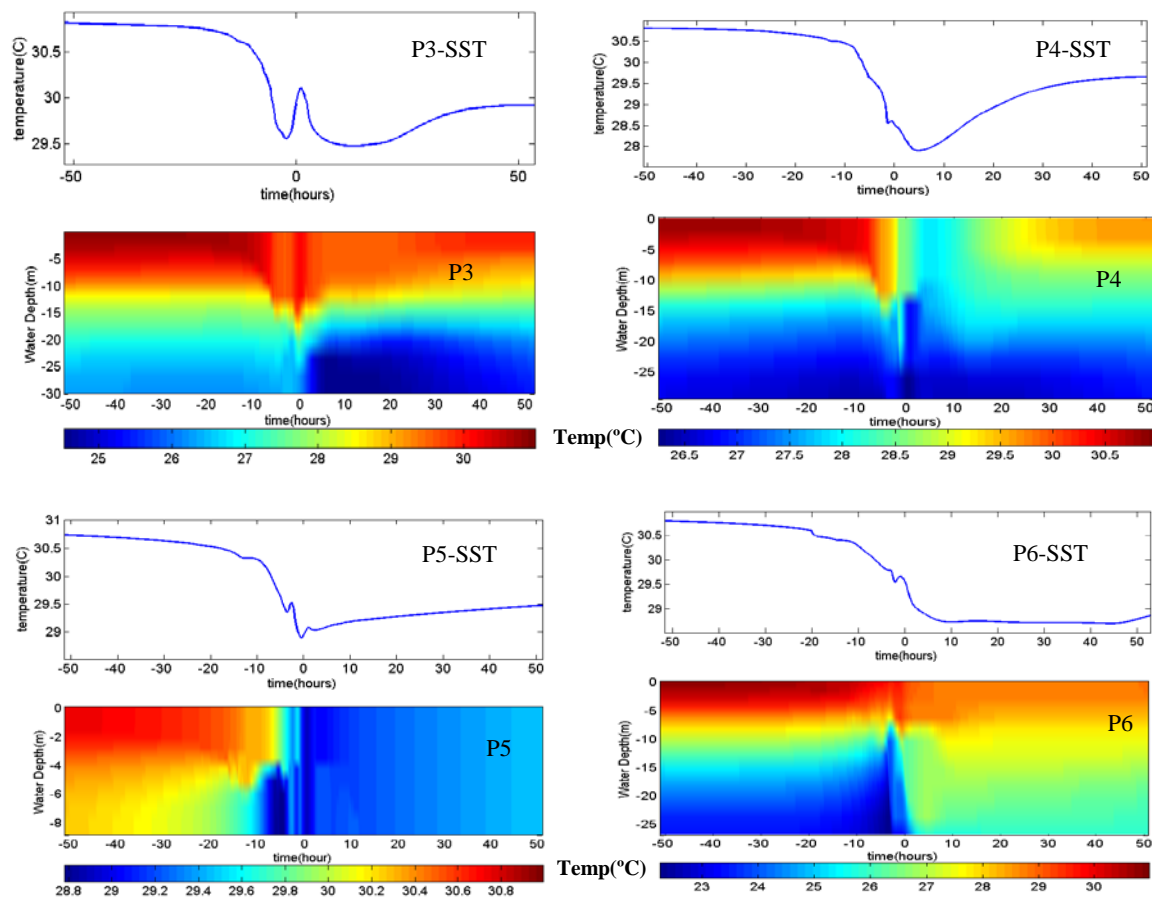 P3-SST
temperature(C)
30.5
30
29.5
-50 0 50
time(hours)
P4-SST
temperature(C)
30.5
29.5
29
28.5
28
-50 -40 -30 -20 -10 0 10 20 30 40 50
time(hours)
P3
Water Depth(m)
-5
-10
-15
-20
-25
-30
-50 -40 -30 -20 -10 0 10 20 30 40 50
time(hours)
25 26 27 28 29 30
P4
Water Depth(m)
0
-5
-10
-15
-20
-25
-50 -40 -30 -20 -10 0 10 20 30 40 50
time(hours)
26.5 27 27.5 28 28.5 29 29.5 30 30.5
Temp(ºC)
P5-SST
temperature(C)
31
30.5
30
29.5
29
-50 -40 -30 -20 -10 0 10 20 30 40 50
time(hours)
P6-SST
temperature(C)
30.5
30
29.5
29
-50 -40 -30 -20 -10 0 10 20 30 40 50
time(hours)
P5
Water Depth(m)
0
-2
-4
-6
-8
-50 -40 -30 -20 -10 0 10 20 30 40 50
time(hour)
28.8 29 29.2 29.4 29.6 29.8 30 30.2 30.4 30.6 30.8
P6
Water Depth(m)
0
-5
-10
-15
-20
-25
-50 -40 -30 -20 -10 0 10 20 30 40 50
time(hours)
23 24 25 26 27 28 29 30
Temp(ºC)